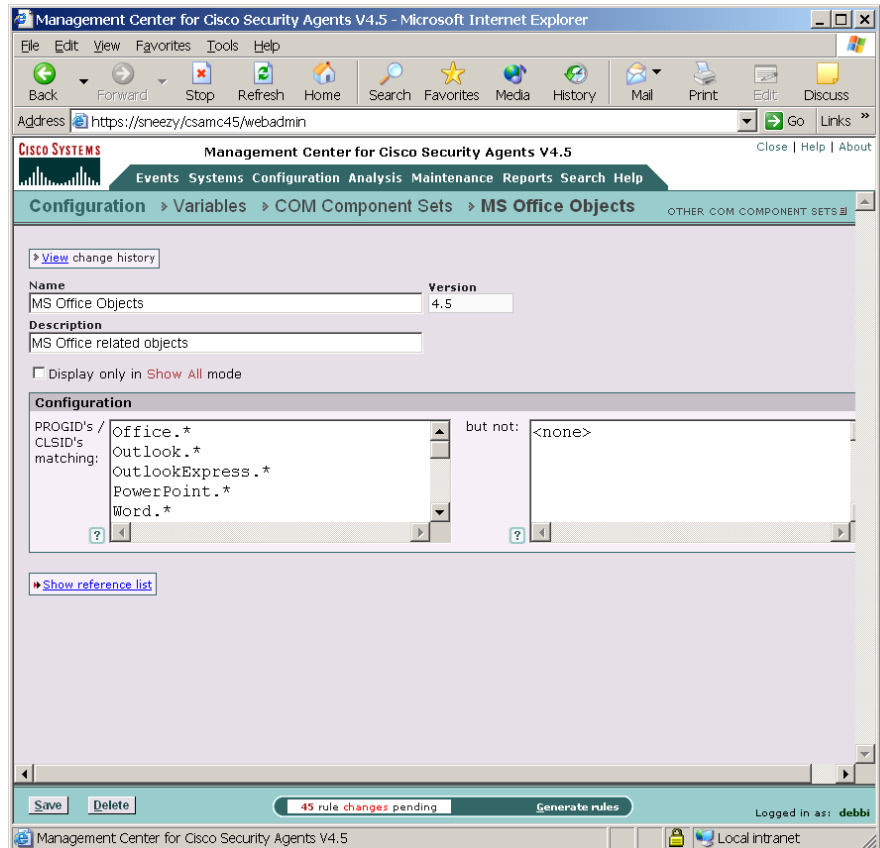 Management Center for Cisco Security Agents V4.5 - Microsoft Internet Explorer
File Edit View Favorites Tools Help
Back Forward Stop Refresh Home Search Favorites Media History Mail Print Edit Discuss
Address https://sneezy/csamc45/webadmin Go Links »
CISCO SYSTEMS
Management Center for Cisco Security Agents V4.5
Close | Help | About
Events Systems Configuration Analysis Maintenance Reports Search Help
Configuration > Variables > COM Component Sets > MS Office Objects
OTHER COM COMPONENT SETS
View change history
Name Version
MS Office Objects 4.5
Description
MS Office related objects
Display only in Show All mode
Configuration
PROGID's / CLSID's matching:
Office.*
Outlook.*
OutlookExpress.*
PowerPoint.*
Word.*
?
but not:
<none>
?
Show reference list
Save Delete 45 rule changes pending Generate rules Logged in as: debbi
Management Center for Cisco Security Agents V4.5 Local intranet